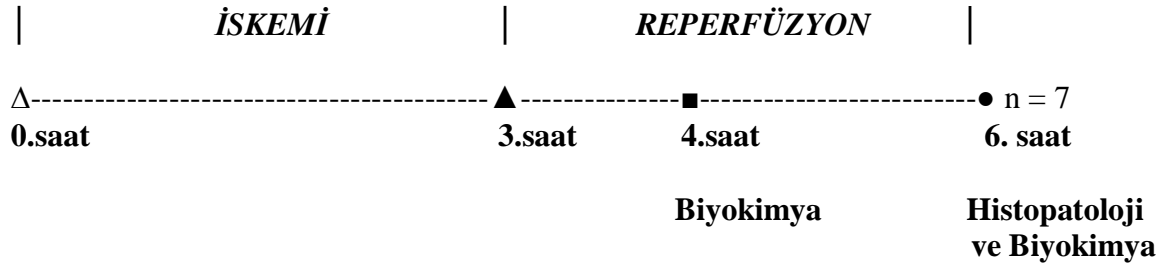 | İSKEMİ | REPERFÜZYON |
∆-------------------------------------------- ▲ ---------------■--------------------------● n = 7
0.saat 3.saat 4.saat 6. saat
Biyokimya Histopatoloji
ve Biyokimya